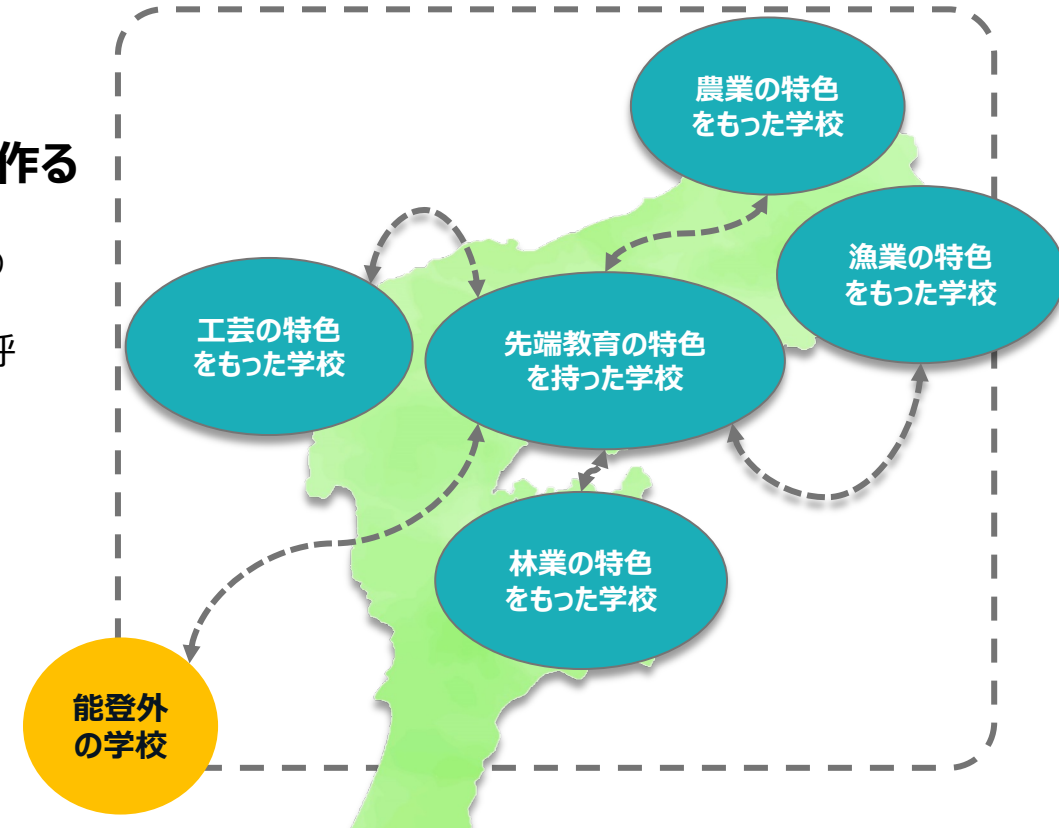 作る
の
呼
農業の特色
をもった学校
漁業の特色
をもった学校
工芸の特色
をもった学校
先端教育の特色
を持った学校
林業の特色
をもった学校
能登外
の学校